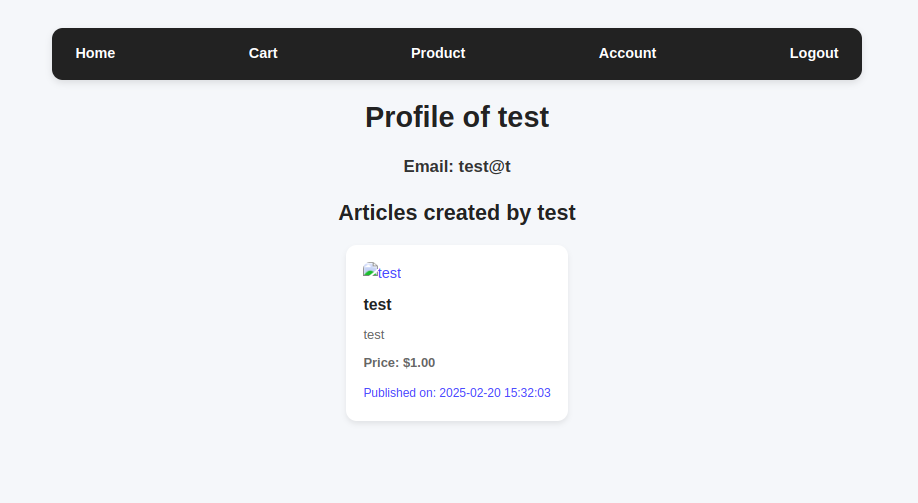 Home Cart Product Account Logout
Profile of test
Email: test@t
Articles created by test
test
test
test
Price: $1.00
Published on: 2025-02-20 15:32:03